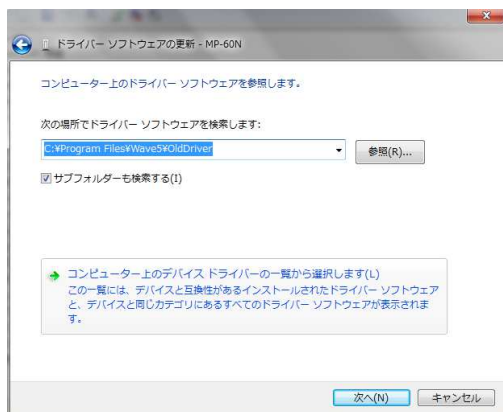 ドライバー ソフトウェアの更新 - MP-60N
コンピューター上のドライバー ソフトウェアを参照します。
次の場所でドライバー ソフトウェアを検索します:
C:¥Program Files¥Wave5¥OldDriver
参照(R)...
サブフォルダーも検索する(I)
コンピューター上のデバイス ドライバーの一覧から選択します(L)
この一覧には、デバイスと互換性があるインストールされたドライバー ソフトウェア
と、デバイスと同じカテゴリにあるすべてのドライバー ソフトウェアが表示されま
す。
次へ(N)
キャンセル